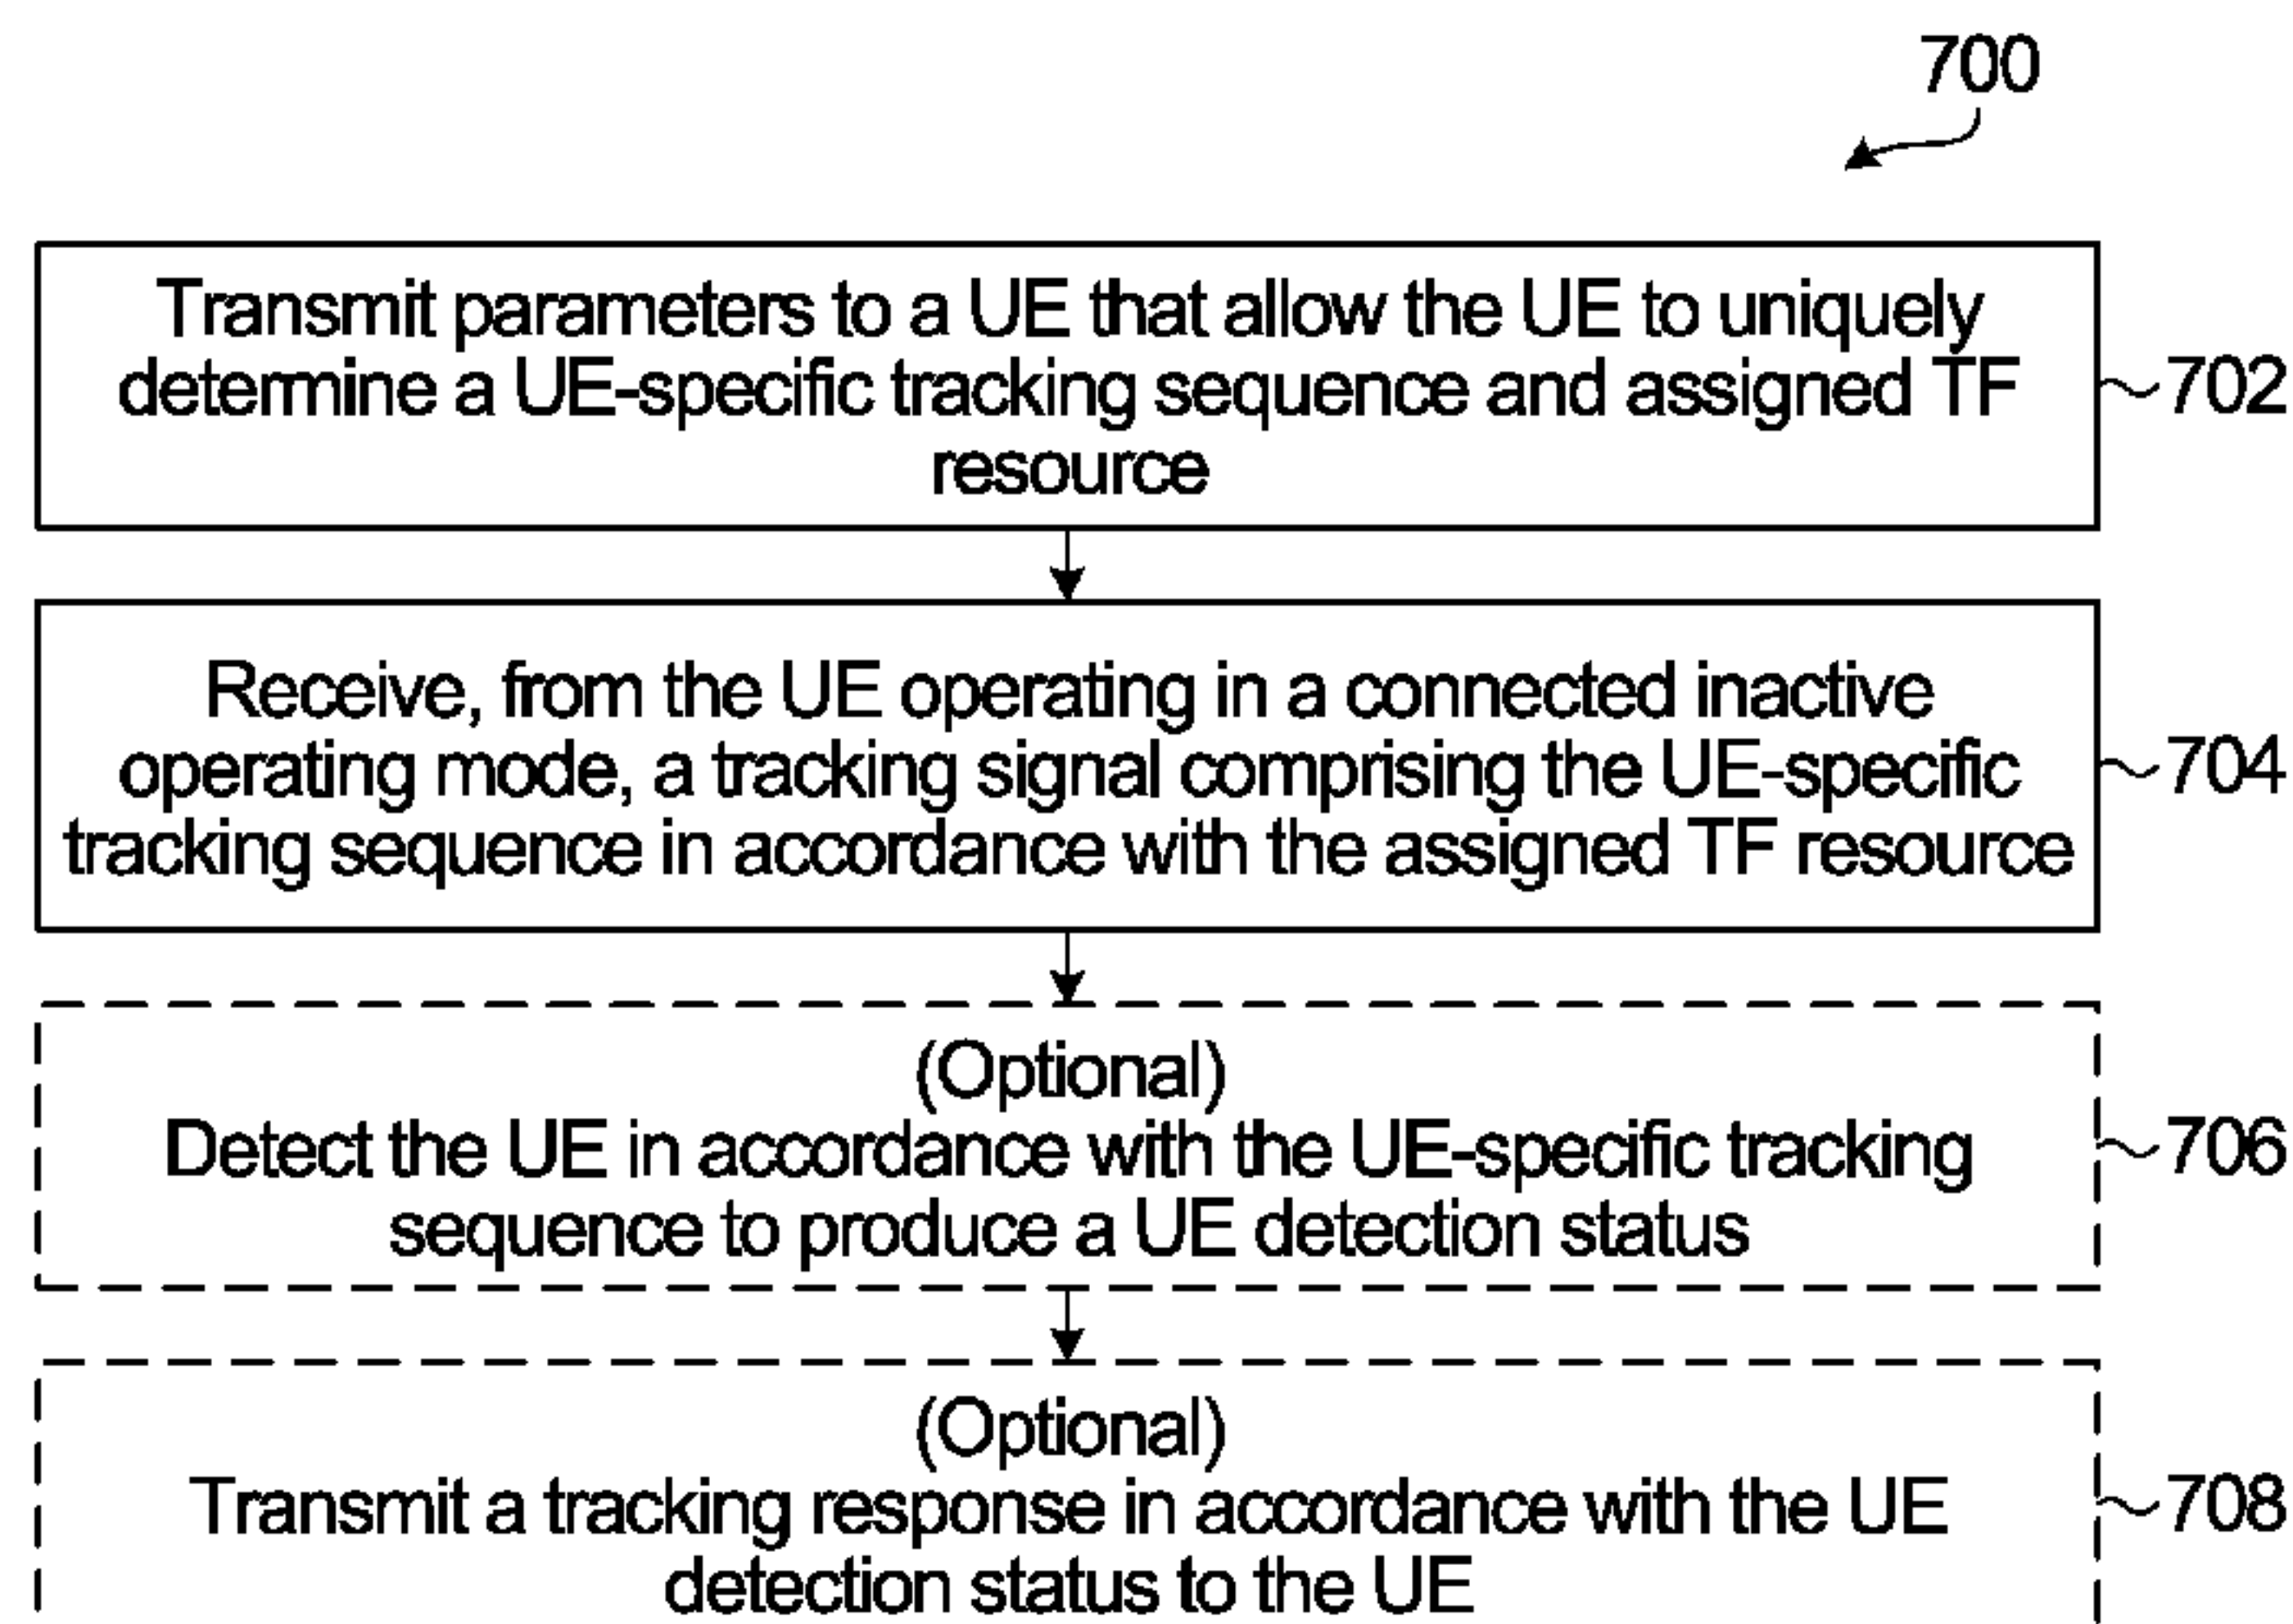 700
Transmit parameters to a UE that allow the UE to uniquely
determine a UE-specific tracking sequence and assigned TF
resource
702
Receive, from the UE operating in a connected inactive
operating mode, a tracking signal comprising the UE-specific
tracking sequence in accordance with the assigned TF resource
704
(Optional)
Detect the UE in accordance with the UE-specific tracking
sequence to produce a UE detection status
706
(Optional)
Transmit a tracking response in accordance with the UE
detection status to the UE
708